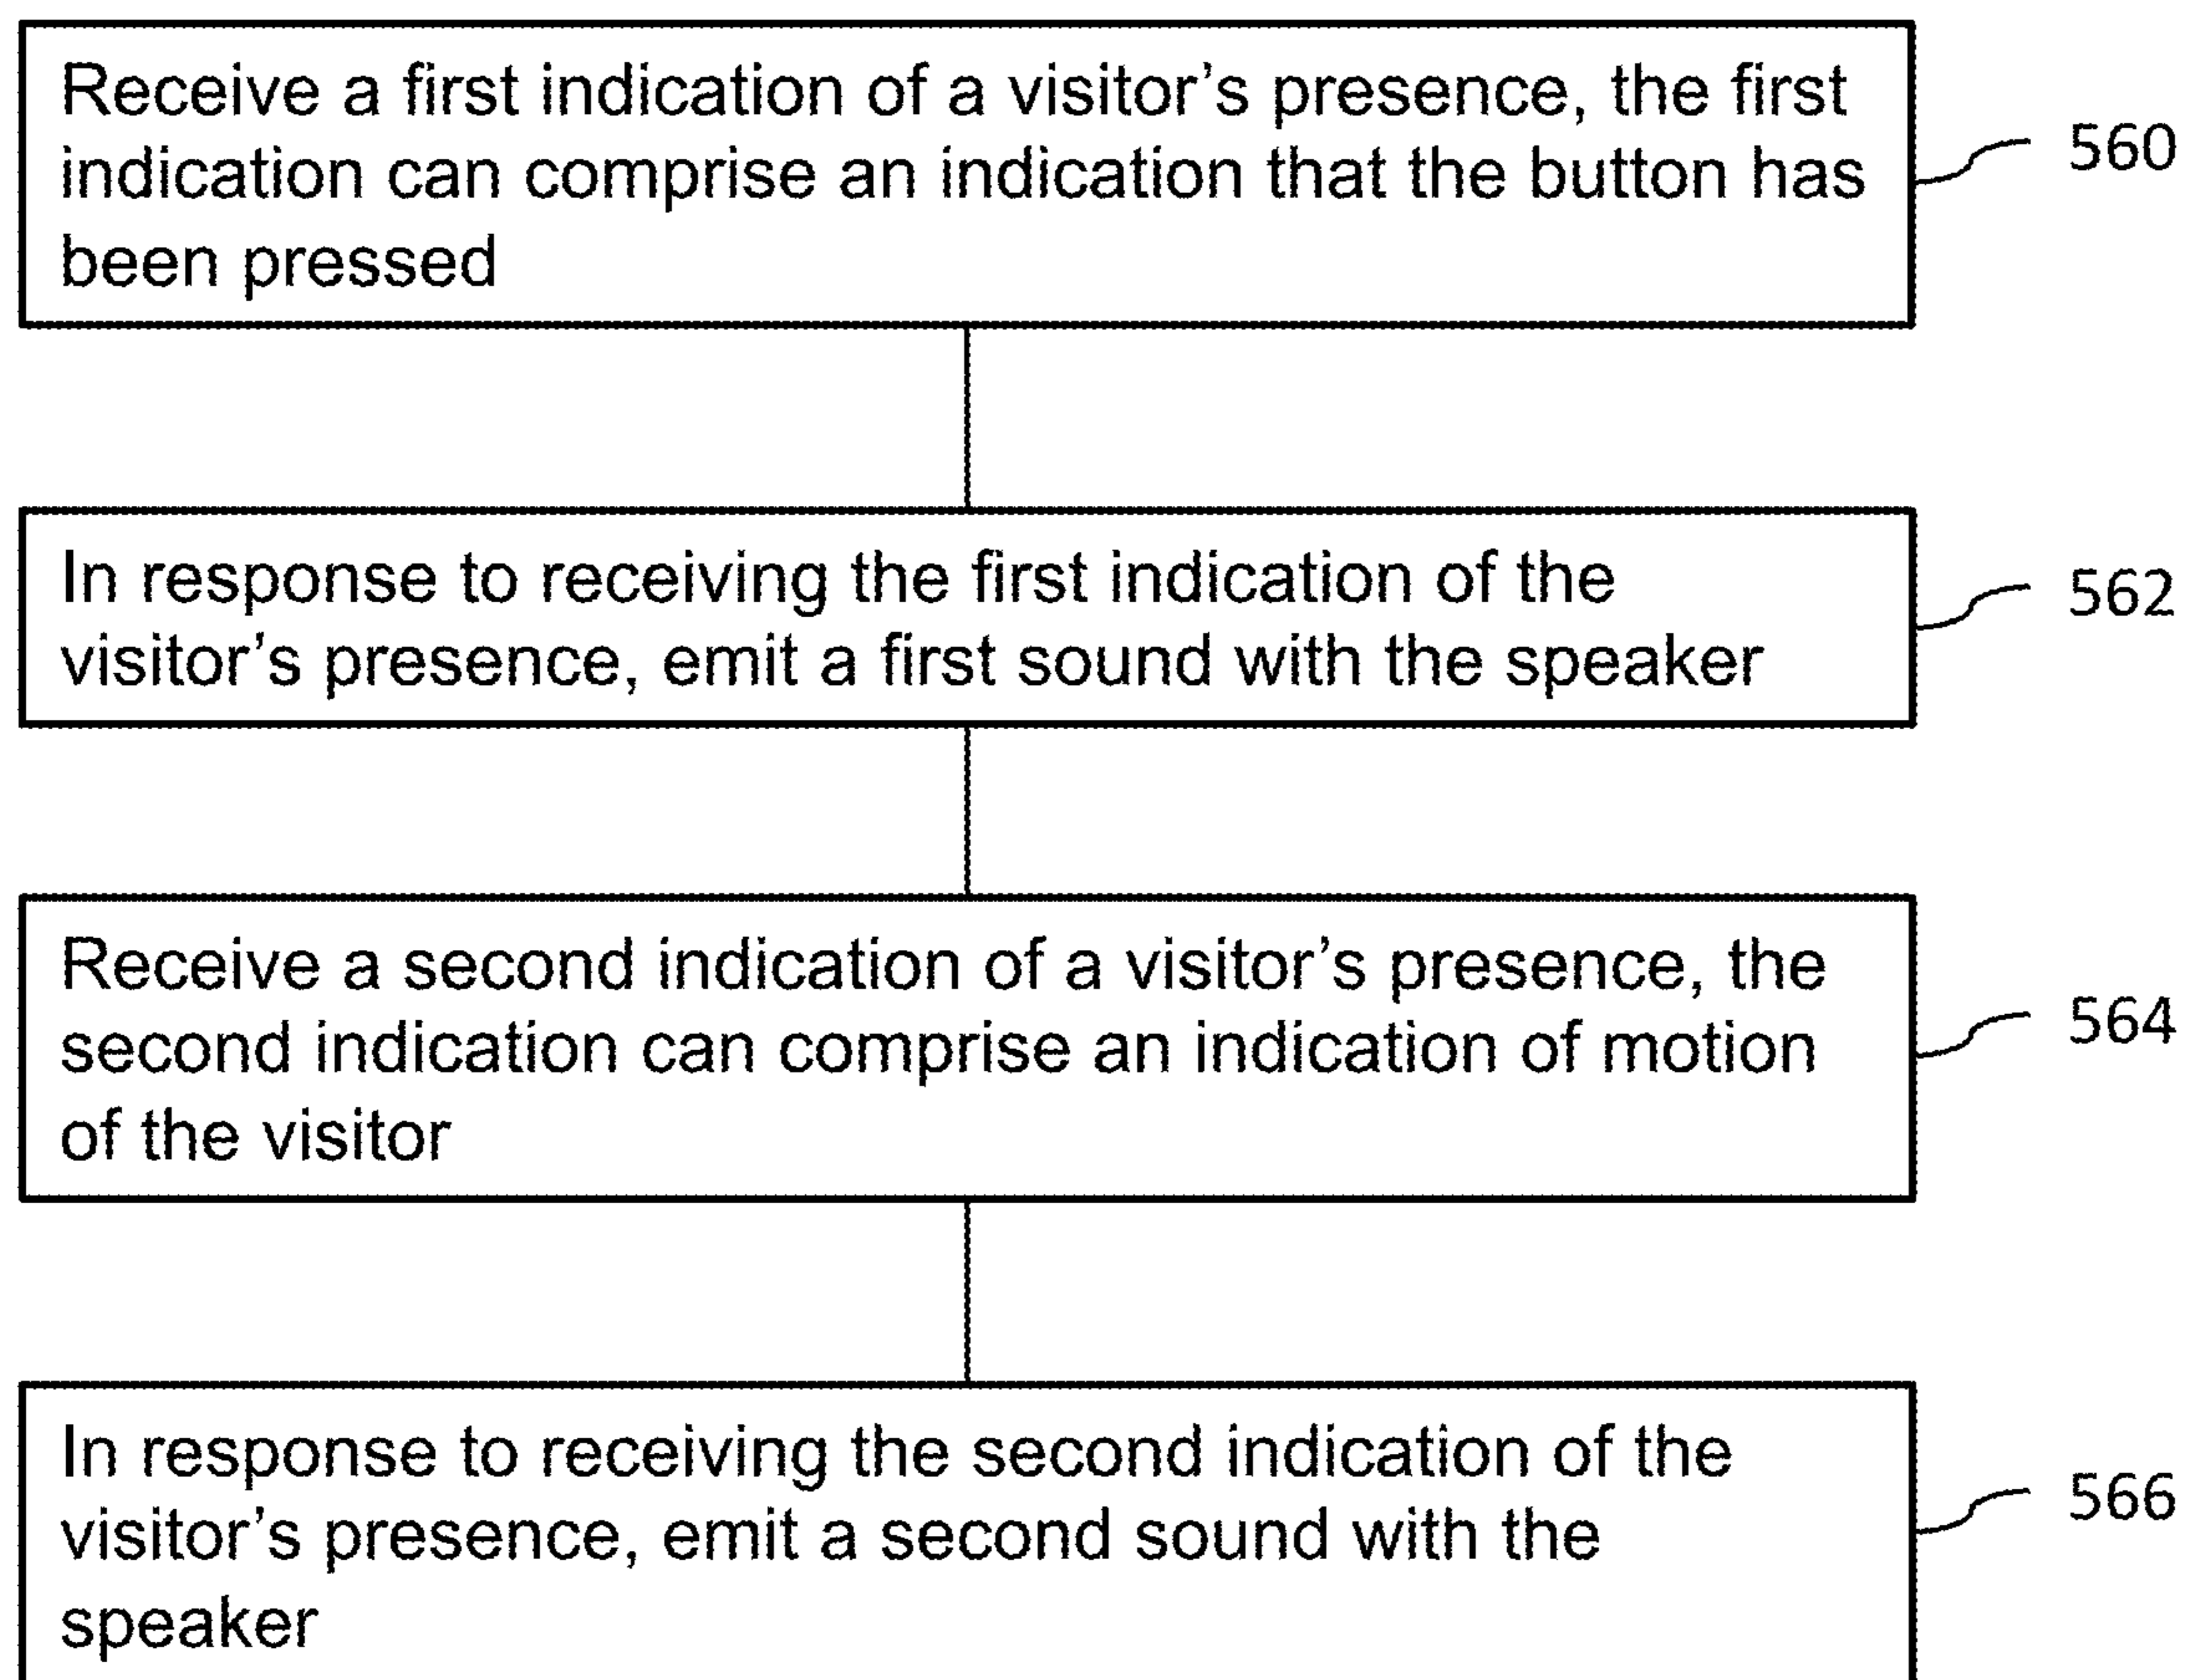 Receive a first indication of a visitor’s presence, the first
indication can comprise an indication that the button has
been pressed
560
In response to receiving the first indication of the
visitor’s presence, emit a first sound with the speaker
562
Receive a second indication of a visitor’s presence, the
second indication can comprise an indication of motion
of the visitor
564
In response to receiving the second indication of the
visitor’s presence, emit a second sound with the
speaker
566